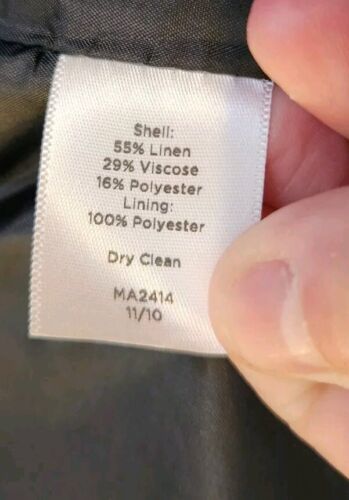 Shell:
55% Linen
29% Viscose
16% Polyester
Lining:
100% Polyester
Dry Clean
MA2414
11/10